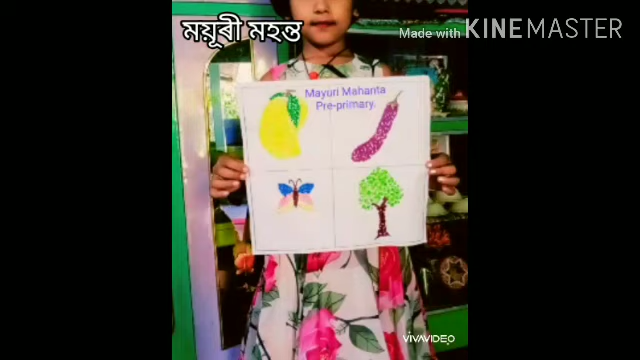 ময়ূৰী মহন্ত
Made with KINEMASTER
Mayuri Mahanta
Pre-primary.
VIVAVIDEO